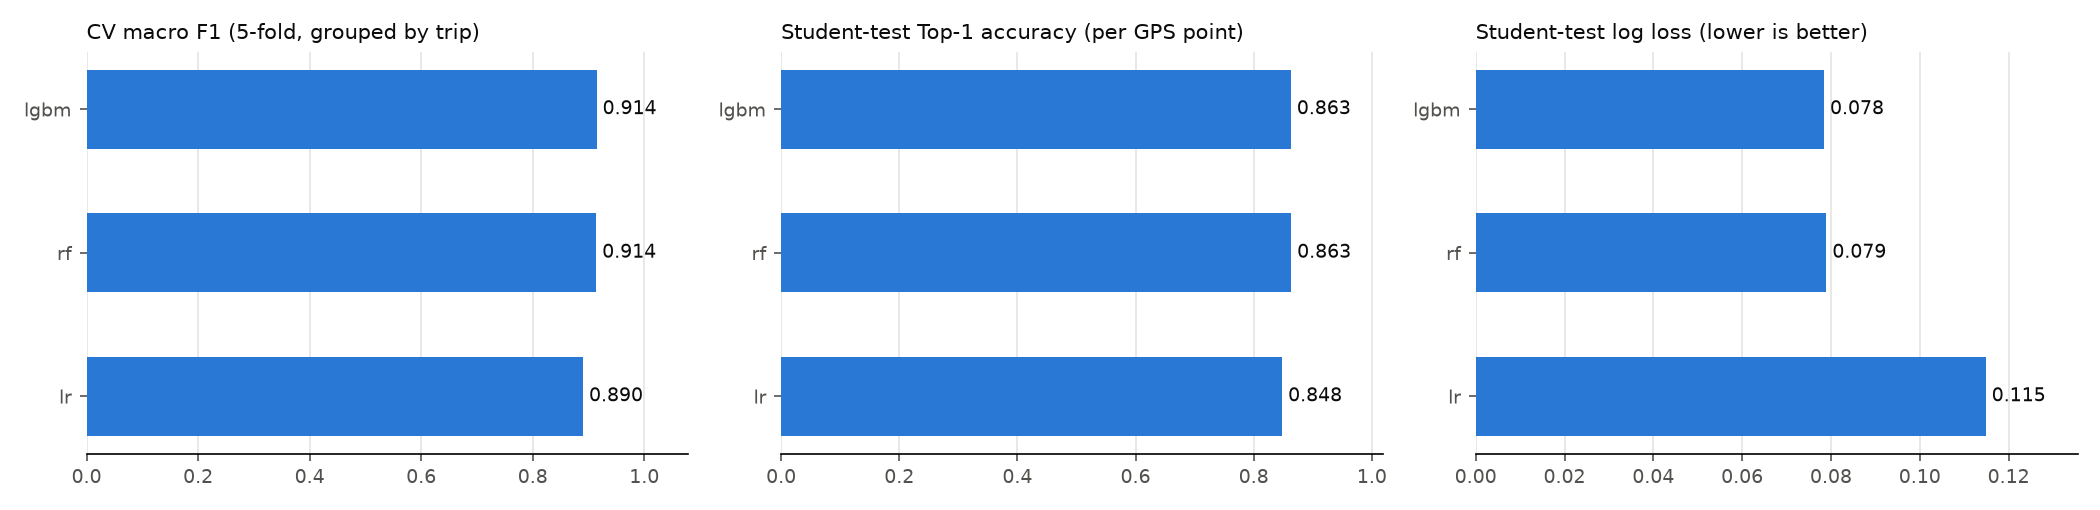 CV macro F1 (5-fold, grouped by trip)
lgbm
0.914
rf
0.914
lr
0.890
0.0 0.2 0.4 0.6 0.8 1.0
Student-test Top-1 accuracy (per GPS point)
lgbm
0.863
rf
0.863
lr
0.848
0.0 0.2 0.4 0.6 0.8 1.0
Student-test log loss (lower is better)
lgbm
0.078
rf
0.079
lr
0.115
0.00 0.02 0.04 0.06 0.08 0.10 0.12